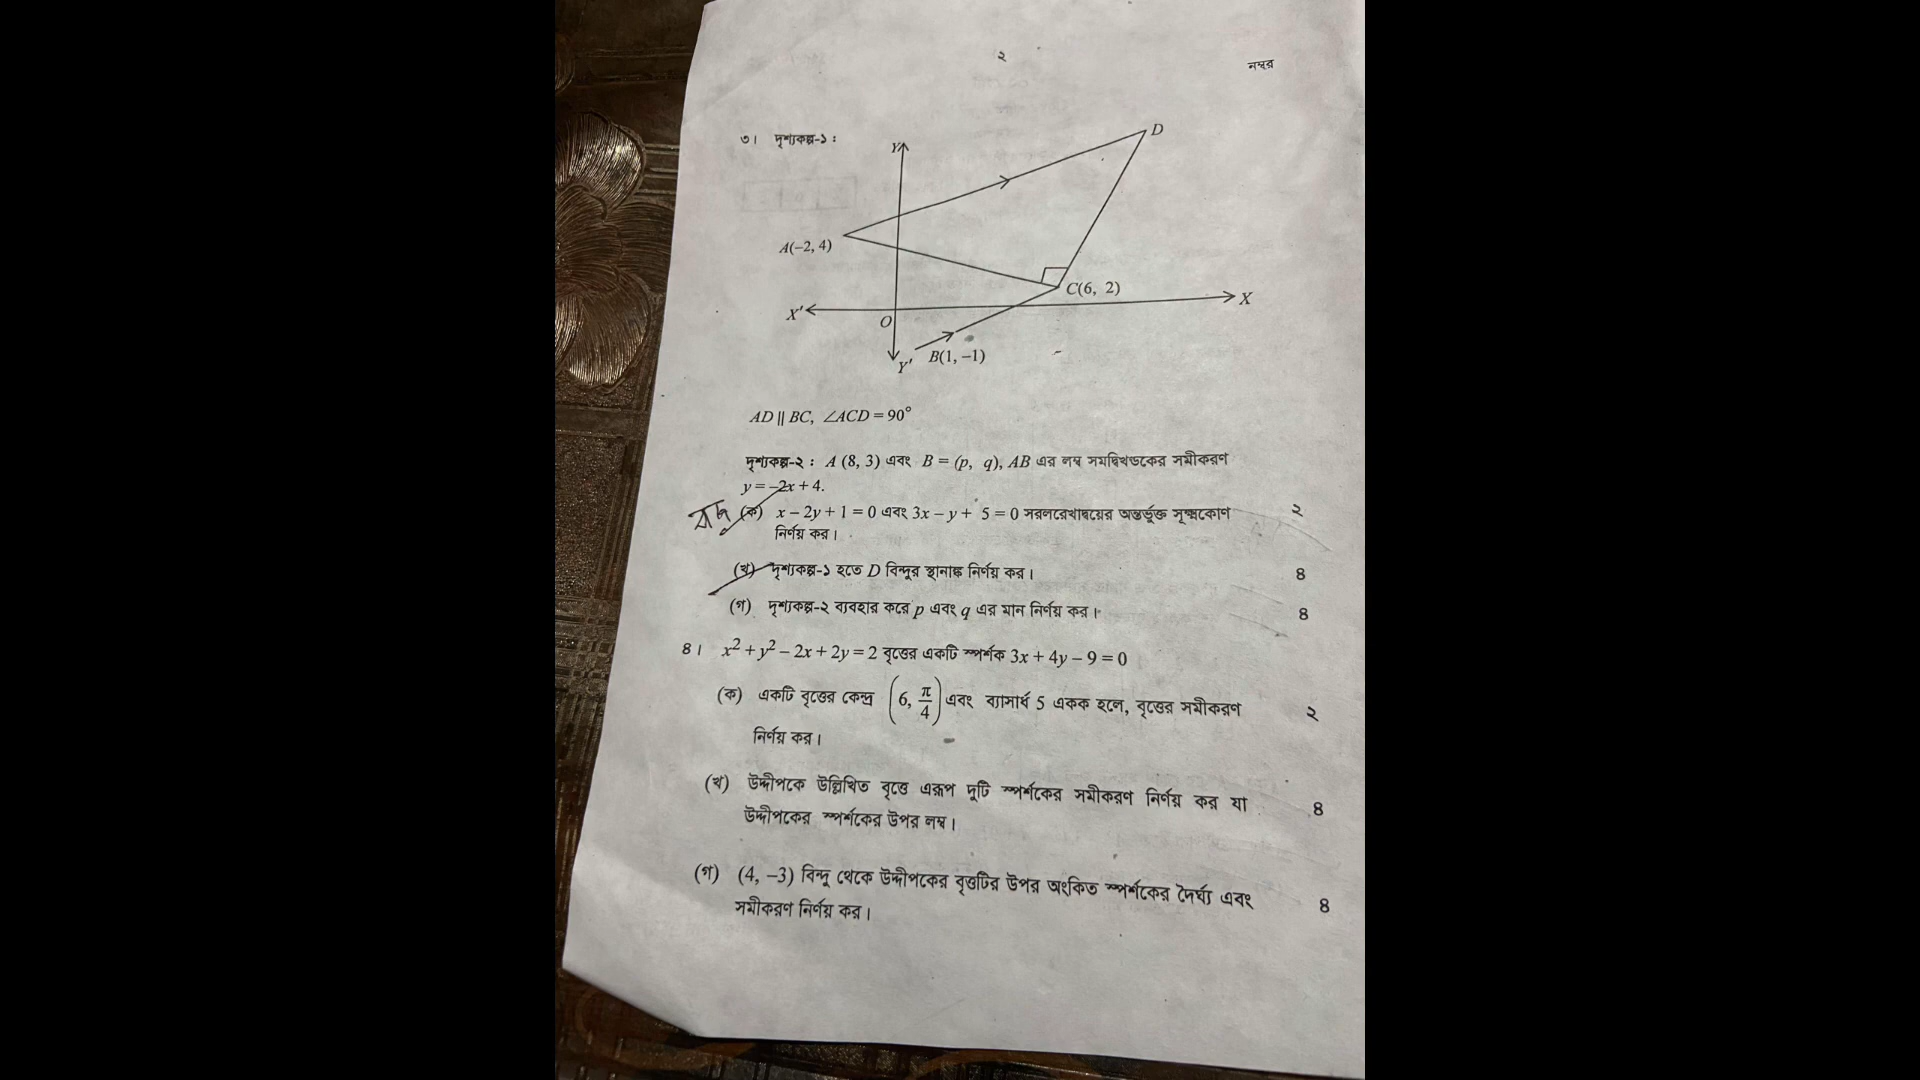 ২
নম্বর
৩। দৃশ্যকল্প-১ :
D
Y
A(−2, 4)
C(6, 2)
X' O X
Y' B(1, −1)
AD || BC, ∠ACD = 90°
দৃশ্যকল্প-২ : A (8, 3) এবং B = (p, q), AB এর লম্ব সমদ্বিখন্ডকের সমীকরণ
y = −2x + 4.
(ক) x − 2y + 1 = 0 এবং 3x − y + 5 = 0 সরলরেখাদ্বয়ের অন্তর্ভুক্ত সূক্ষ্মকোণ ২
নির্ণয় কর।
(খ) দৃশ্যকল্প-১ হতে D বিন্দুর স্থানাঙ্ক নির্ণয় কর। ৪
(গ) দৃশ্যকল্প-২ ব্যবহার করে p এবং q এর মান নির্ণয় কর। ৪
৪। x² + y² − 2x + 2y = 2 বৃত্তের একটি স্পর্শক 3x + 4y − 9 = 0
(ক) একটি বৃত্তের কেন্দ্র (6, π/4) এবং ব্যাসার্ধ 5 একক হলে, বৃত্তের সমীকরণ ২
নির্ণয় কর।
(খ) উদ্দীপকে উল্লিখিত বৃত্তে এরূপ দুটি স্পর্শকের সমীকরণ নির্ণয় কর যা ৪
উদ্দীপকের স্পর্শকের উপর লম্ব।
(গ) (4, −3) বিন্দু থেকে উদ্দীপকের বৃত্তটির উপর অংকিত স্পর্শকের দৈর্ঘ্য এবং ৪
সমীকরণ নির্ণয় কর।